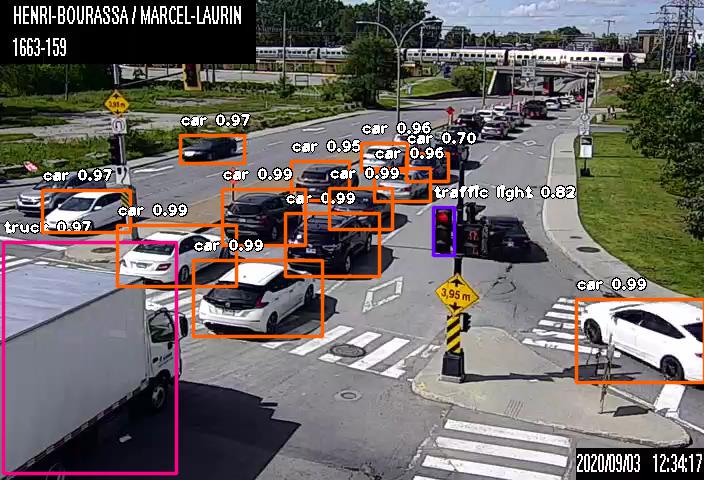 HENRI-BOURASSA / MARCEL-LAURIN
1663-159
3,95 m
car 0.97
car 0.96
car 0.70
car 0.95
car 0.96
car 0.97
car 0.99
car 0.99
car 0.99
traffic light 0.82
car 0.99
truck 0.97
car 0.99
car 0.99
3,95 m
2020/09/03 12:34:17